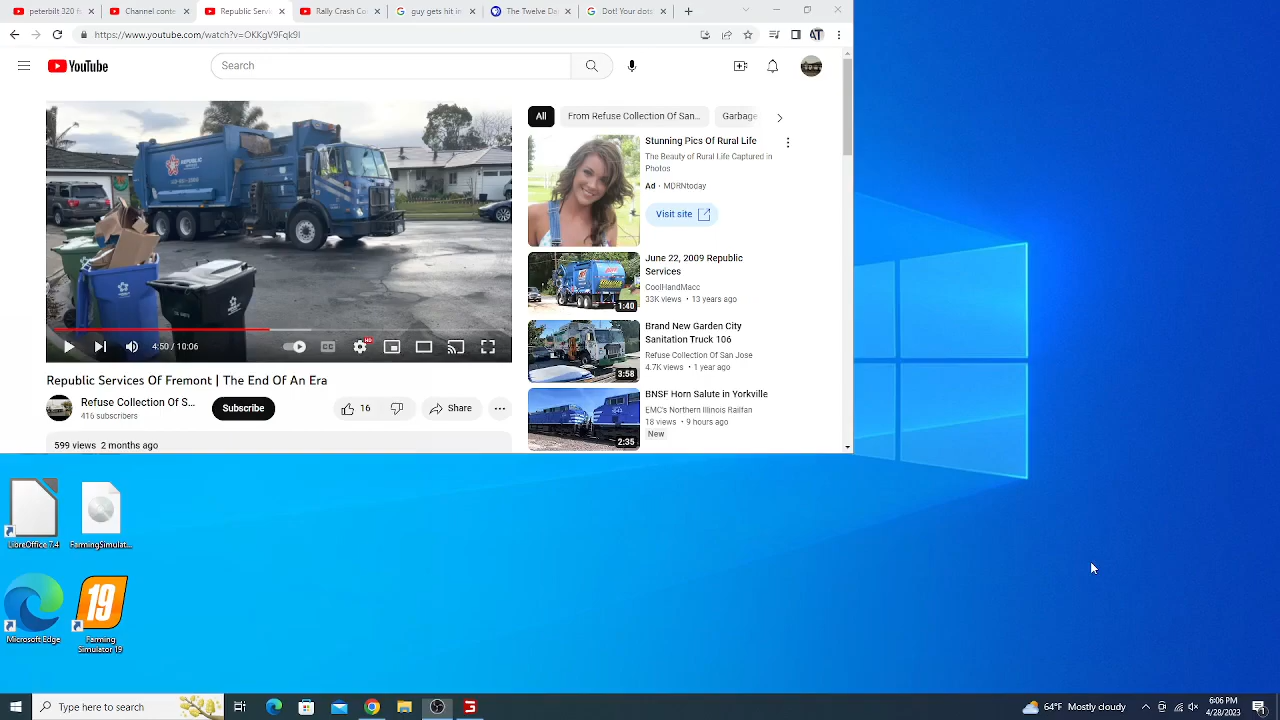 peterbilt 320 f
Channel conte
Republic Servi
Rally Crash Co
guy gets hit in
The Twelve Da
Dot! Your dom
https://www.youtube.com/watch?v=OKKgV9FqK9I
AT
YouTube
Search
All
From Refuse Collection Of San...
Garbage
REPUBLIC
SERVICES
Stunning Pics Of Rural Life
The Beauty of Rural Life Captured in
Photos
Ad • MDRNtoday
Visit site
June 22, 2009 Republic
Services
CoolHandMacc
33K views • 13 years ago
1:40
Brand New Garden City
Sanitation Truck 106
Refuse Collection Of San Jose
4.7K views • 1 year ago
3:58
BNSF Horn Salute in Yorkville
EMC's Northern Illinois Railfan
18 views • 9 hours ago
New
2:35
4:50 / 10:06
CC
HD
Republic Services Of Fremont | The End Of An Era
Refuse Collection Of S...
416 subscribers
Subscribe
16
Share
599 views 2 months ago
LibreOffice 7.4
FarmingSimulat...
Microsoft Edge
19
Farming
Simulator 19
Type here to search
64°F Mostly cloudy
6:06 PM
4/28/2023